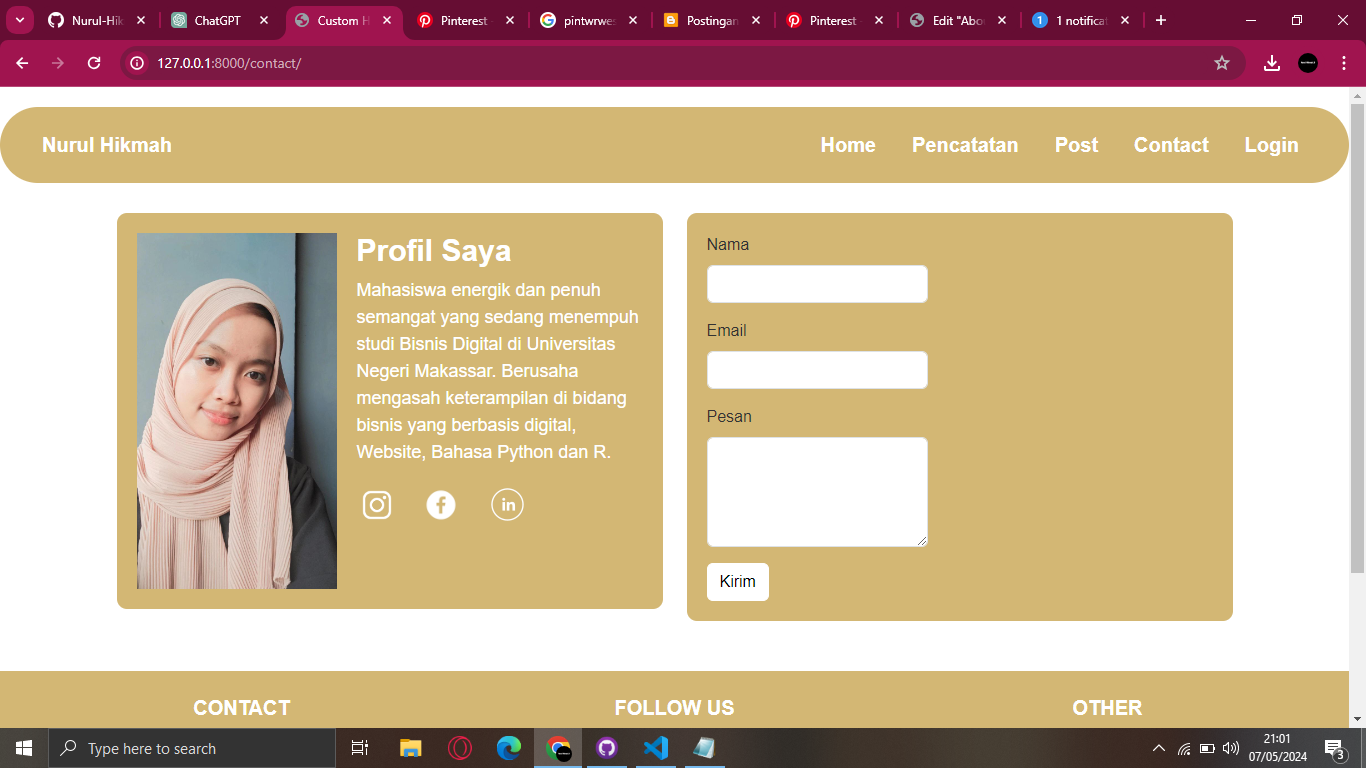 Nurul-Hik
ChatGPT
Custom H
Pinterest -
pintwrwes
Postingan
Pinterest -
Edit "Abou
1 notificat
127.0.0.1:8000/contact/
Nurul Hikmah
Home
Pencatatan
Post
Contact
Login
Profil Saya
Mahasiswa energik dan penuh
semangat yang sedang menempuh
studi Bisnis Digital di Universitas
Negeri Makassar. Berusaha
mengasah keterampilan di bidang
bisnis yang berbasis digital,
Website, Bahasa Python dan R.
Nama
Email
Pesan
Kirim
CONTACT
FOLLOW US
OTHER
Type here to search
21:01
07/05/2024
3